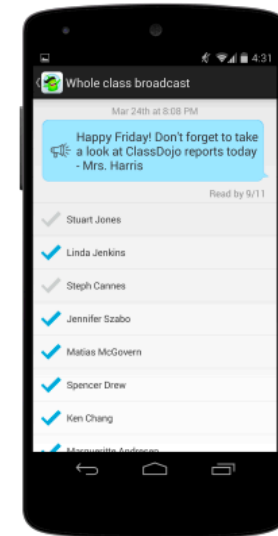 4:31
Whole class broadcast
Mar 24th at 8:08 PM
Happy Friday! Don't forget to take
a look at ClassDojo reports today
- Mrs. Harris
Read by 9/11
Stuart Jones
Linda Jenkins
Steph Cannes
Jennifer Szabo
Matias McGovern
Spencer Drew
Ken Chang
Margueritte Andresen